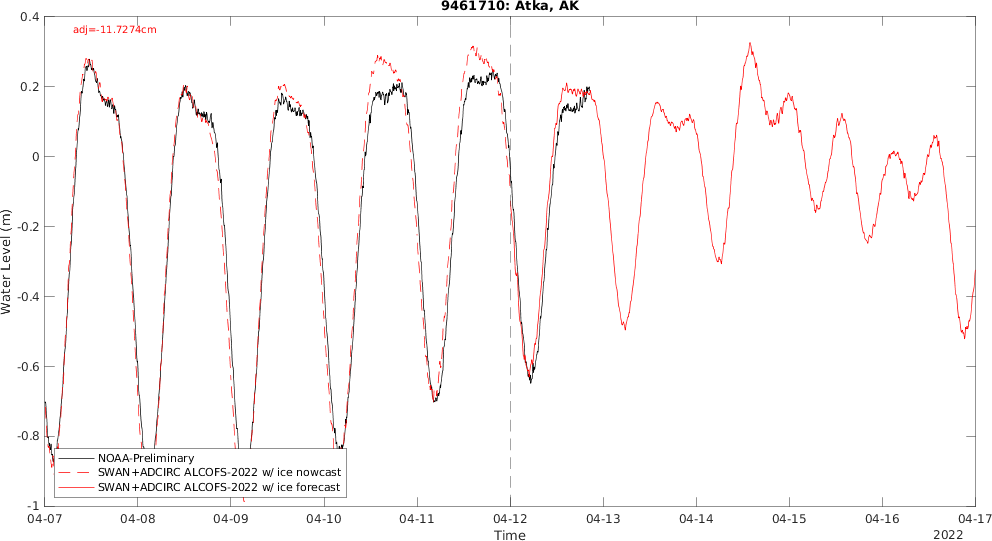 9461710: Atka, AK
adj=-11.7274cm
0.4
0.2
0
-0.2
-0.4
-0.6
-0.8
-1
Water Level (m)
NOAA-Preliminary
SWAN+ADCIRC ALCOFS-2022 w/ ice nowcast
SWAN+ADCIRC ALCOFS-2022 w/ ice forecast
04-07 04-08 04-09 04-10 04-11 04-12 04-13 04-14 04-15 04-16 04-17
Time
2022